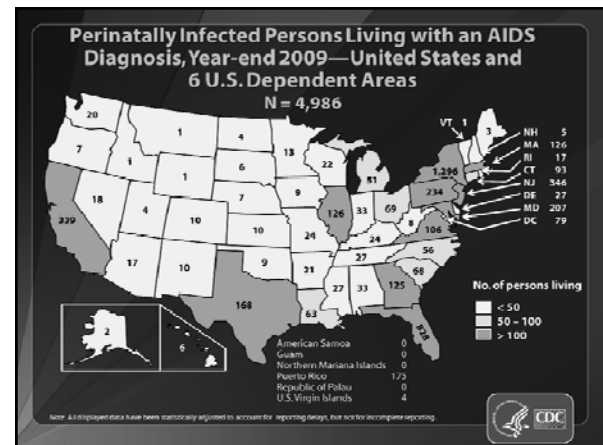 Perinatally Infected Persons Living with an AIDS
Diagnosis, Year-end 2009—United States and
6 U.S. Dependent Areas
N = 4,986
VT 1
3
NH 5
MA 126
RI 17
CT 93
NJ 346
DE 27
MD 207
DC 79
20
1
4
13
7
1
1
6
22
51
1,296
9
7
234
18
4
10
126
33
69
8
106
339
10
24
24
56
17
10
9
21
27
68
168
63
27
33
125
828
2
6
No. of persons living
< 50
50 – 100
> 100
American Samoa 0
Guam 0
Northern Mariana Islands 0
Puerto Rico 175
Republic of Palau 0
U.S. Virgin Islands 4
Note. All displayed data have been statistically adjusted to account for reporting delays, but not for incomplete reporting.
CDC